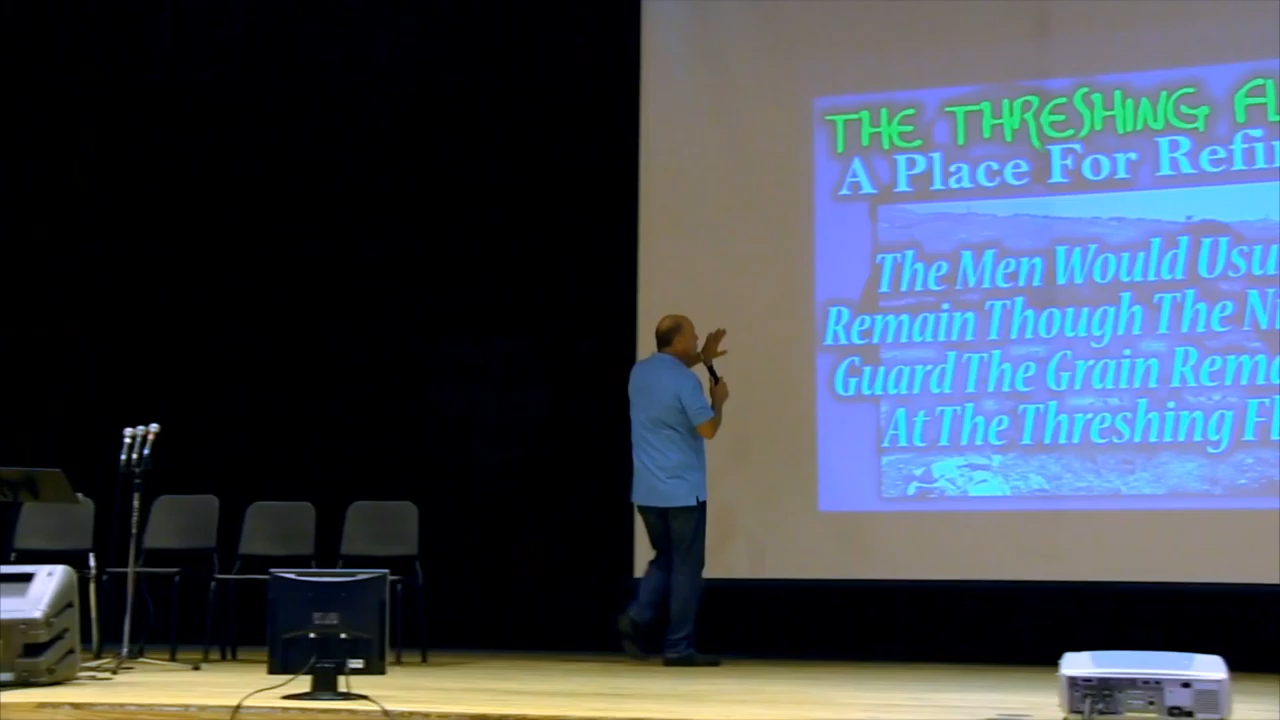 THE THRESHING
A Place For
The Men Would
Remain Though The
Guard The Grain
At The Threshing